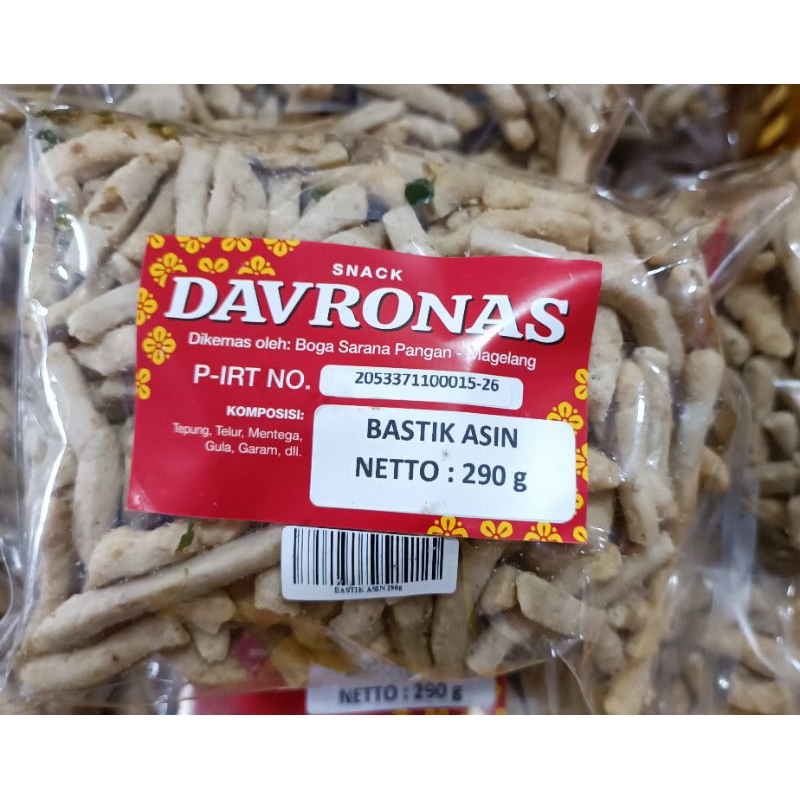 SNACK
DAVRONAS
Dikemas oleh: Boga Sarana Pangan - Magelang
P-IRT NO. 2053371100015-26
KOMPOSISI:
Tepung, Telur, Mentega,
Gula, Garam, dll.
BASTIK ASIN
NETTO : 290 g
BASTIK ASIN 290g
NETTO : 290 g